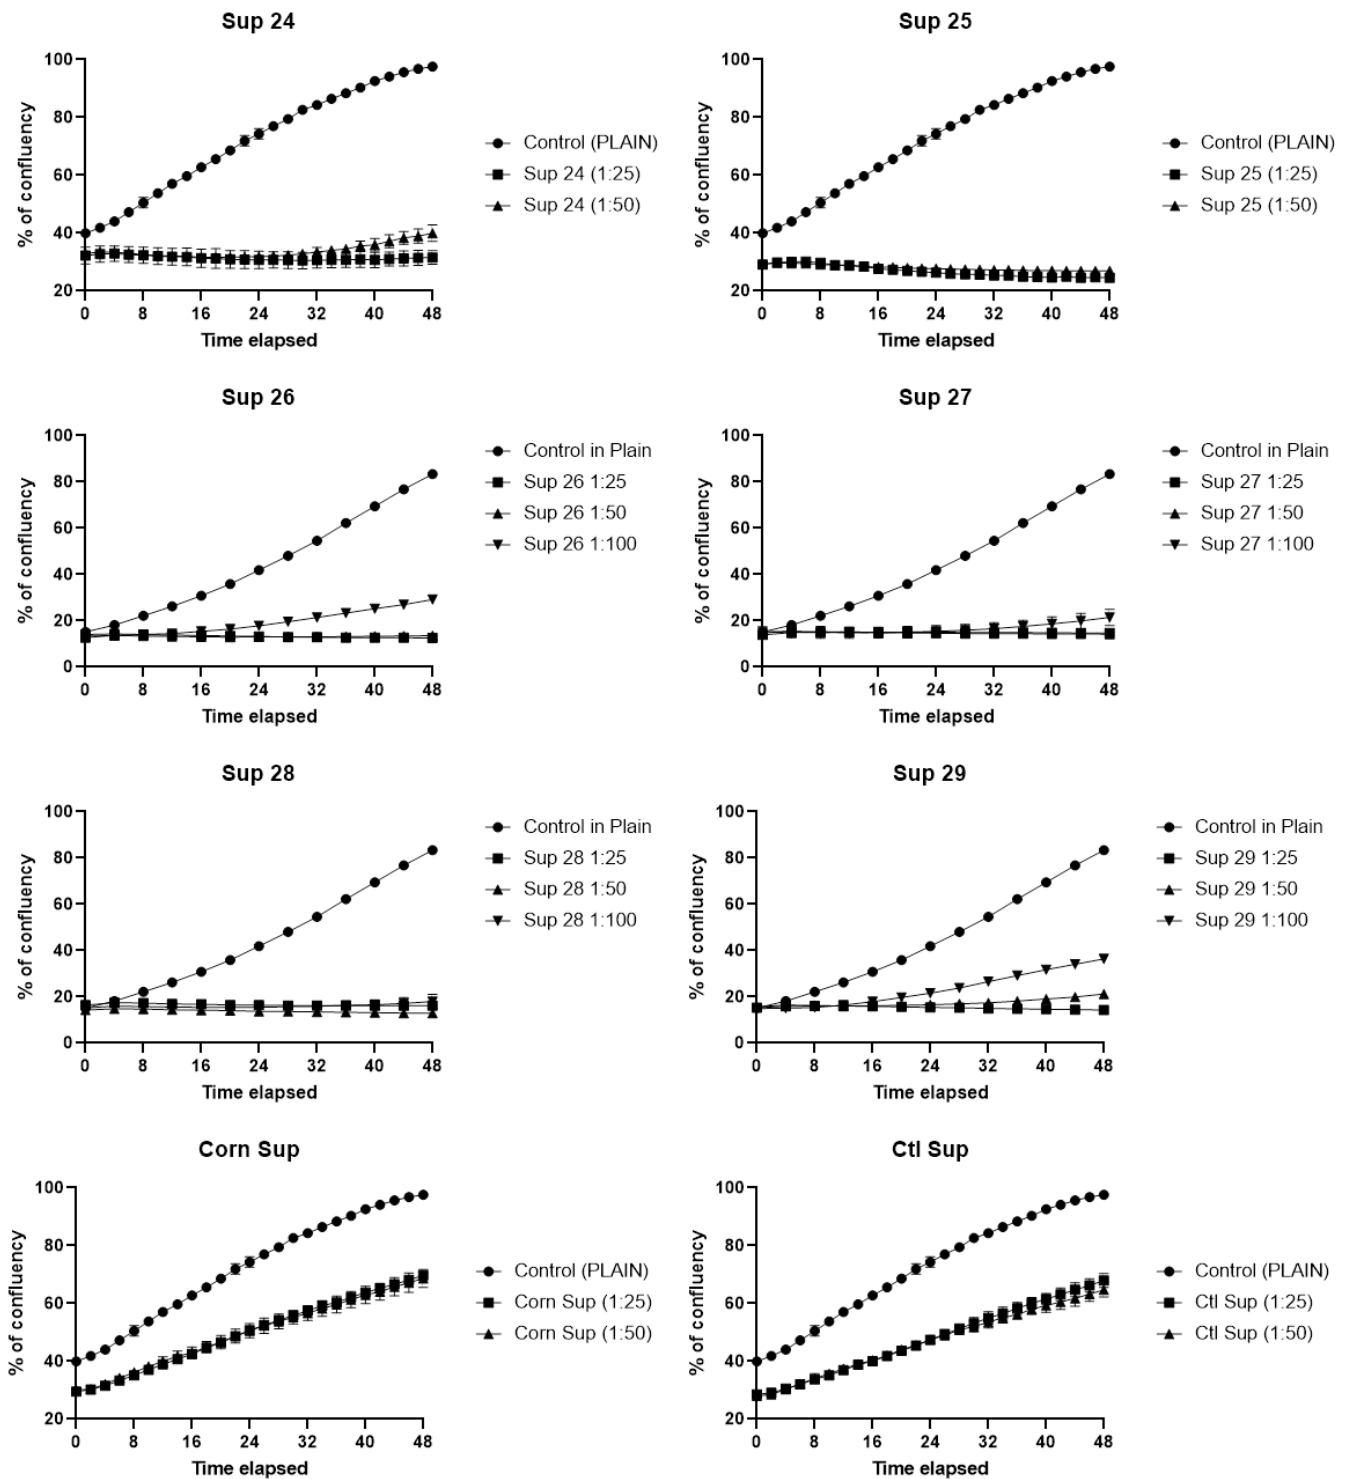 Sup 24
100
80
60
40
20
% of confluency
0 8 16 24 32 40 48
Time elapsed
Control (PLAIN)
Sup 24 (1:25)
Sup 24 (1:50)
Sup 25
100
80
60
40
20
% of confluency
0 8 16 24 32 40 48
Time elapsed
Control (PLAIN)
Sup 25 (1:25)
Sup 25 (1:50)
Sup 26
100
80
60
40
20
0
% of confluency
0 8 16 24 32 40 48
Time elapsed
Control in Plain
Sup 26 1:25
Sup 26 1:50
Sup 26 1:100
Sup 27
100
80
60
40
20
0
% of confluency
0 8 16 24 32 40 48
Time elapsed
Control in Plain
Sup 27 1:25
Sup 27 1:50
Sup 27 1:100
Sup 28
100
80
60
40
20
0
% of confluency
0 8 16 24 32 40 48
Time elapsed
Control in Plain
Sup 28 1:25
Sup 28 1:50
Sup 28 1:100
Sup 29
100
80
60
40
20
0
% of confluency
0 8 16 24 32 40 48
Time elapsed
Control in Plain
Sup 29 1:25
Sup 29 1:50
Sup 29 1:100
Corn Sup
100
80
60
40
20
% of confluency
0 8 16 24 32 40 48
Time elapsed
Control (PLAIN)
Corn Sup (1:25)
Corn Sup (1:50)
Ctl Sup
100
80
60
40
20
% of confluency
0 8 16 24 32 40 48
Time elapsed
Control (PLAIN)
Ctl Sup (1:25)
Ctl Sup (1:50)